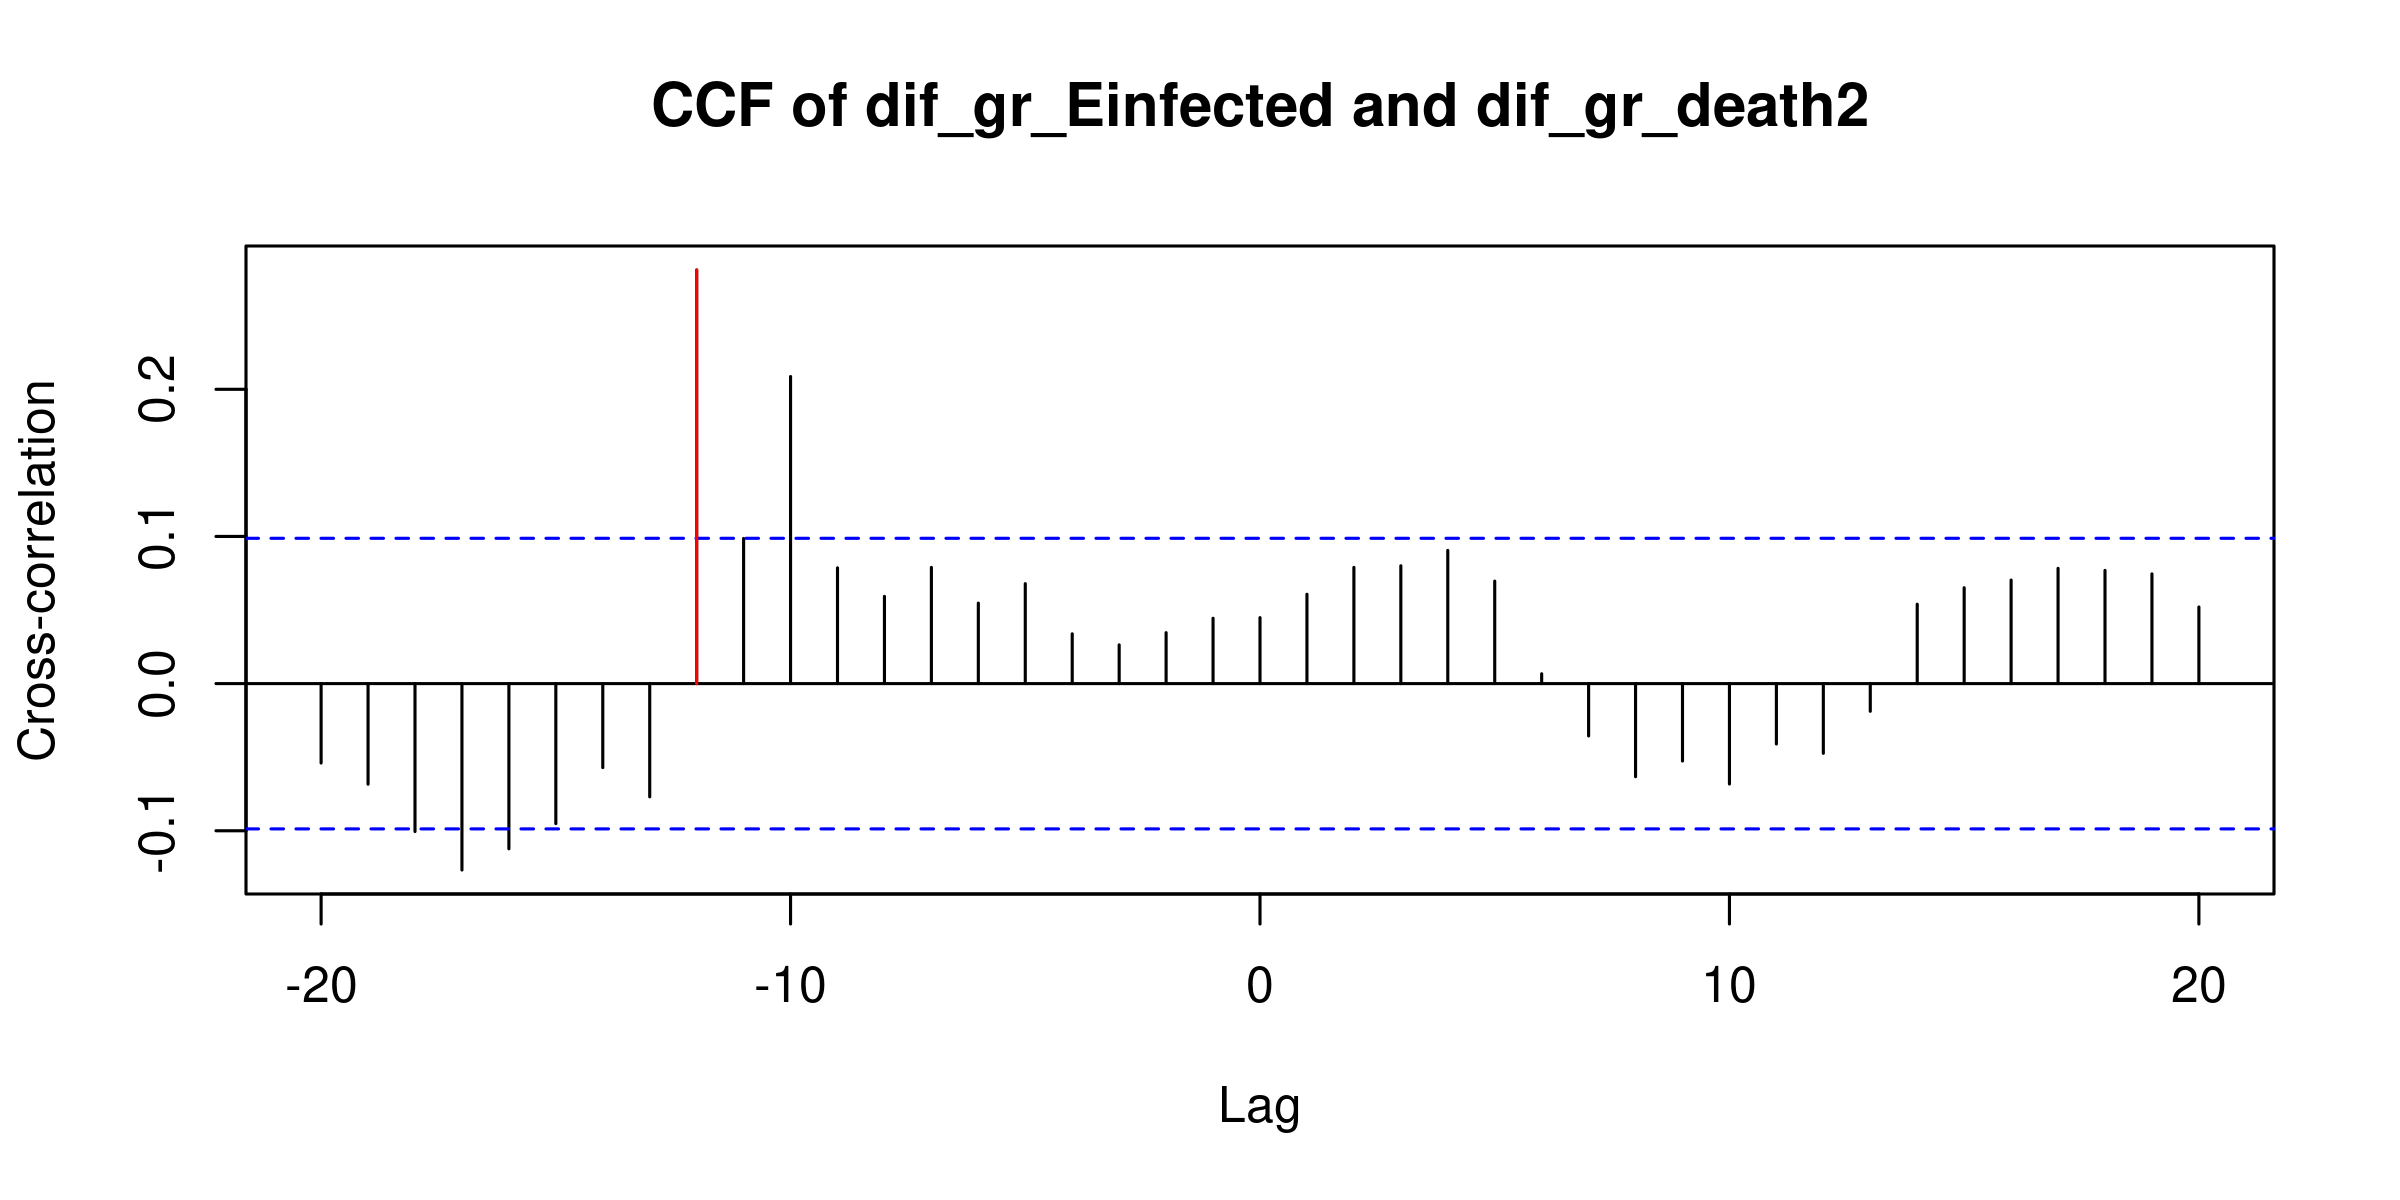 CCF of dif_gr_Einfected and dif_gr_death2
Cross-correlation
0.2
0.1
0.0
-0.1
-20 -10 0 10 20
Lag